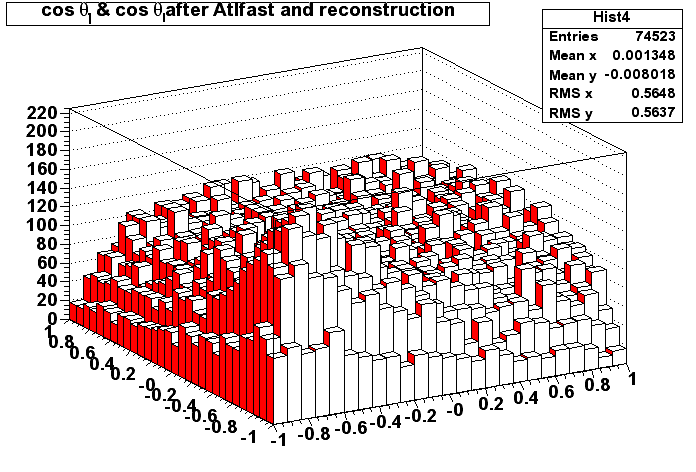 cos θl & cos θl after Atlfast and reconstruction
Hist4
Entries 74523
Mean x 0.001348
Mean y -0.008018
RMS x 0.5648
RMS y 0.5637
220
200
180
160
140
120
100
80
60
40
20
0
1
0.8
0.6
0.4
0.2
-0
-0.2
-0.4
-0.6
-0.8
-1
-1 -0.8 -0.6 -0.4 -0.2 -0 0.2 0.4 0.6 0.8 1